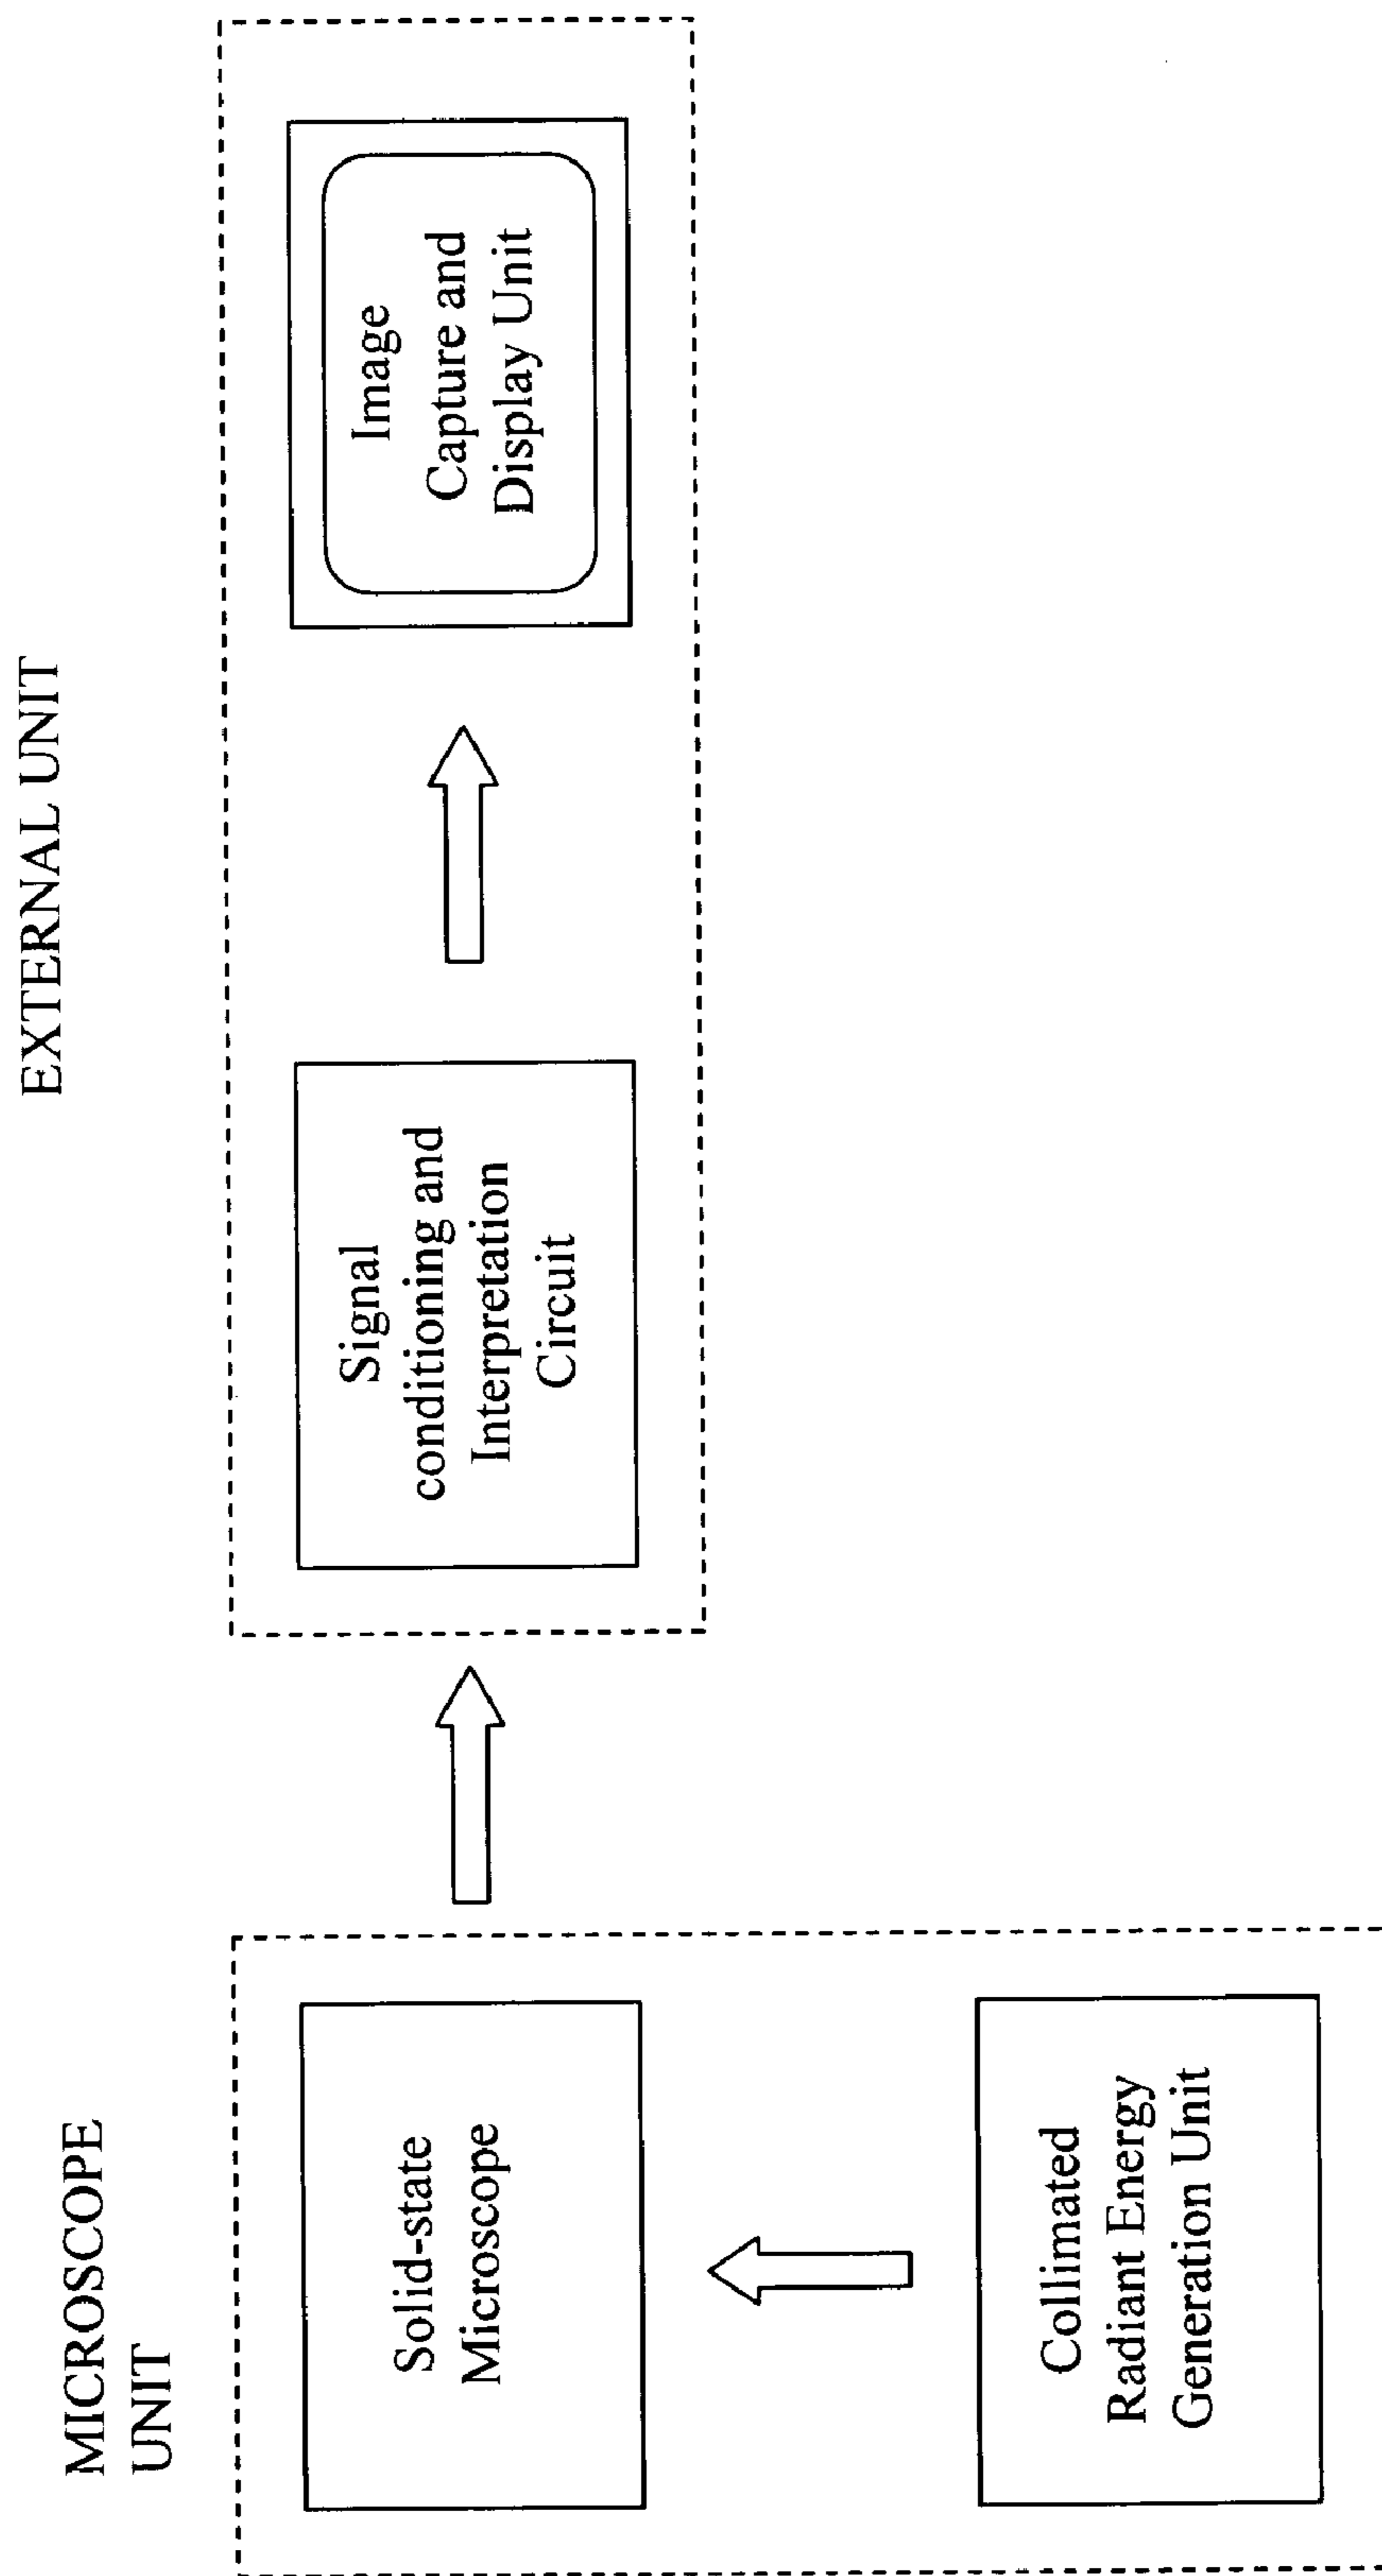 MICROSCOPE
UNIT
EXTERNAL UNIT
Solid-state
Microscope
Collimated
Radiant Energy
Generation Unit
Signal
conditioning and
Interpretation
Circuit
Image
Capture and
Display Unit